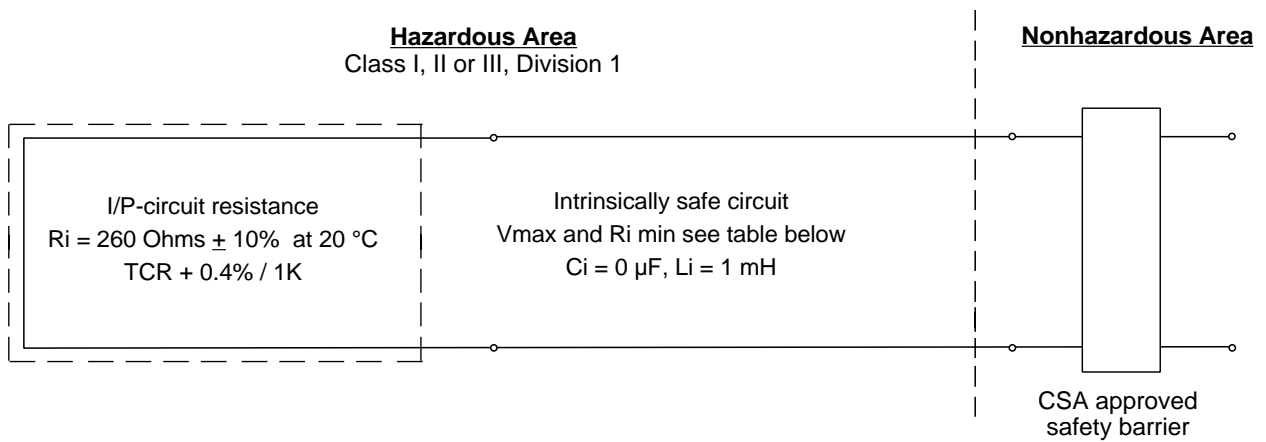 Hazardous Area
Class I, II or III, Division 1
Nonhazardous Area
I/P-circuit resistance
Ri = 260 Ohms ± 10% at 20 °C
TCR + 0.4% / 1K
Intrinsically safe circuit
Vmax and Ri min see table below
Ci = 0 µF, Li = 1 mH
CSA approved
safety barrier